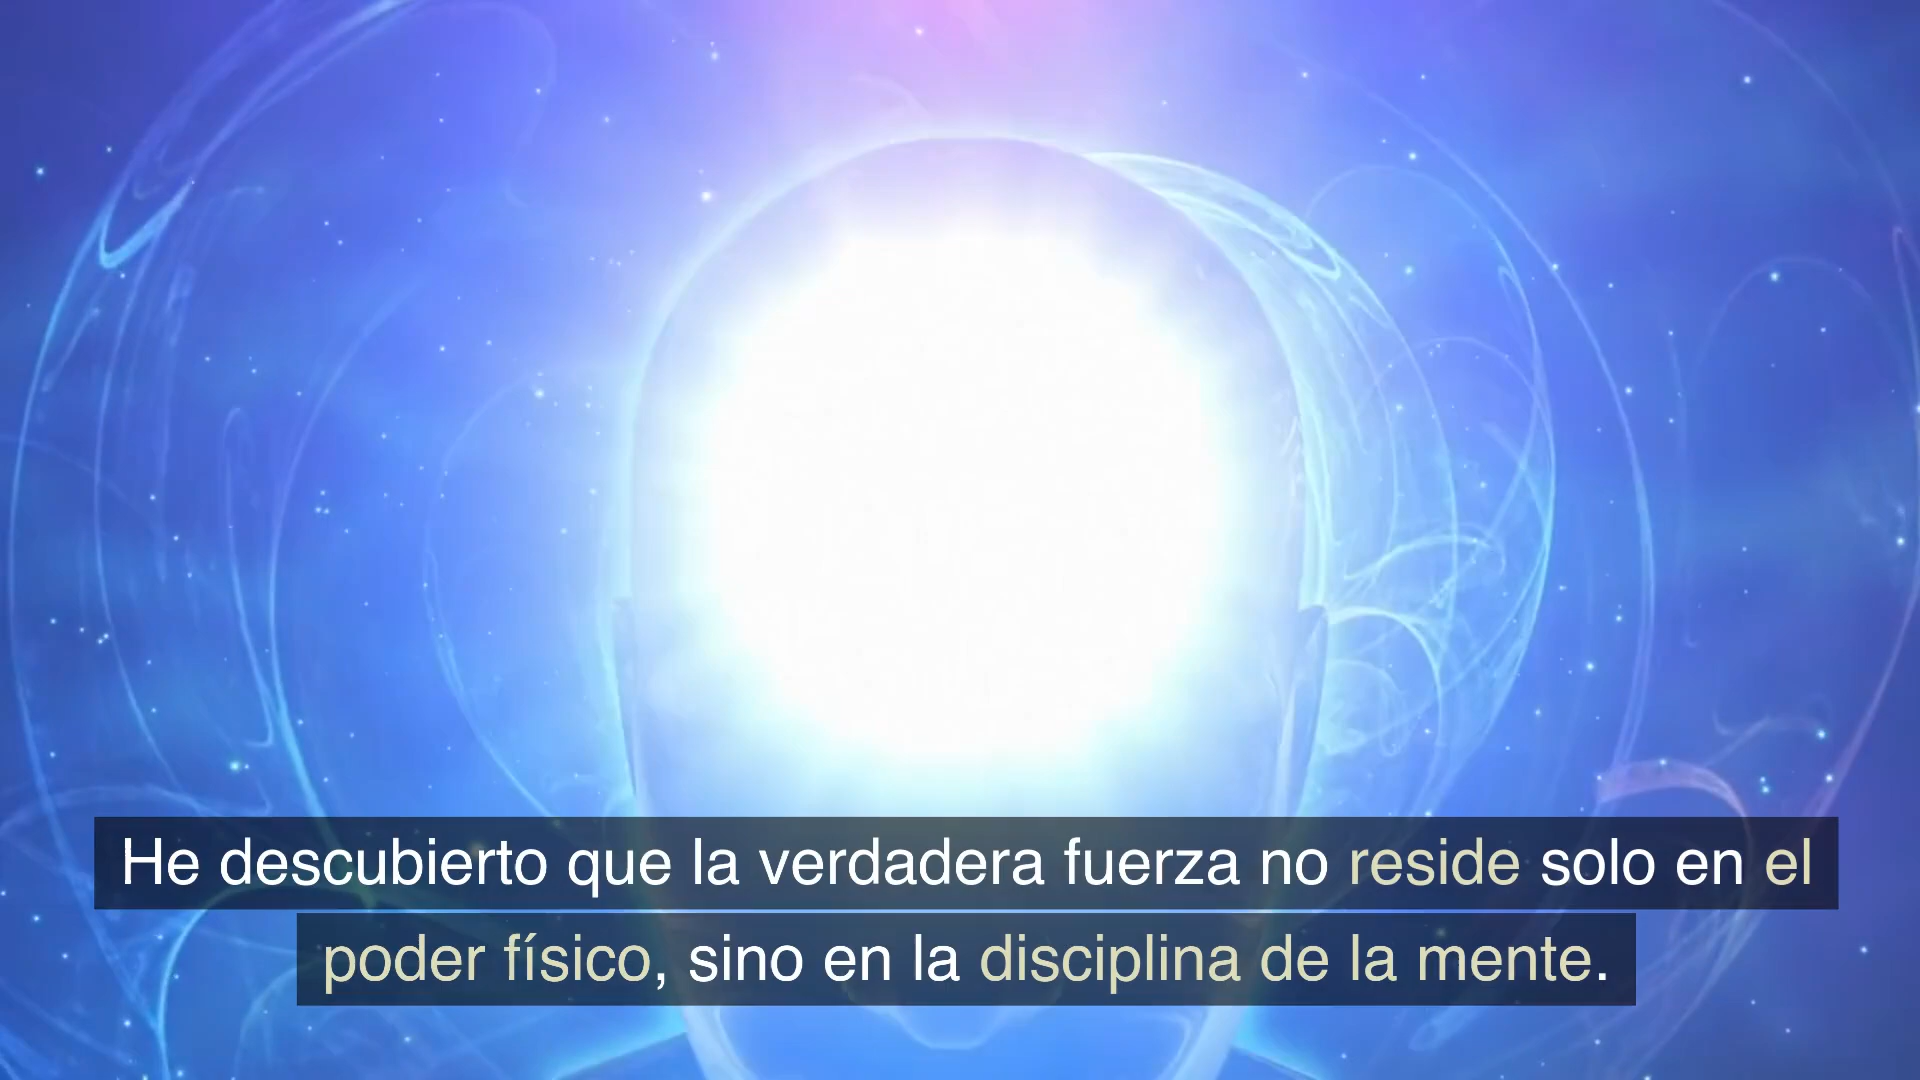 He descubierto que la verdadera fuerza no reside solo en el
poder físico, sino en la disciplina de la mente.